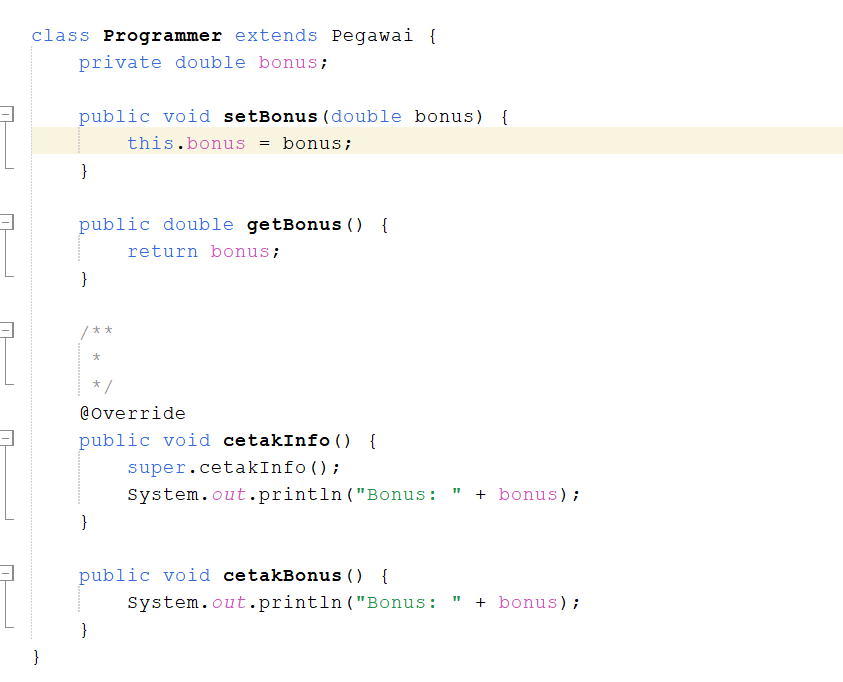 class Programmer extends Pegawai {
    private double bonus;

    public void setBonus(double bonus) {
        this.bonus = bonus;
    }

    public double getBonus() {
        return bonus;
    }

    /**
     *
     */
    @Override
    public void cetakInfo() {
        super.cetakInfo();
        System.out.println("Bonus: " + bonus);
    }

    public void cetakBonus() {
        System.out.println("Bonus: " + bonus);
    }
}